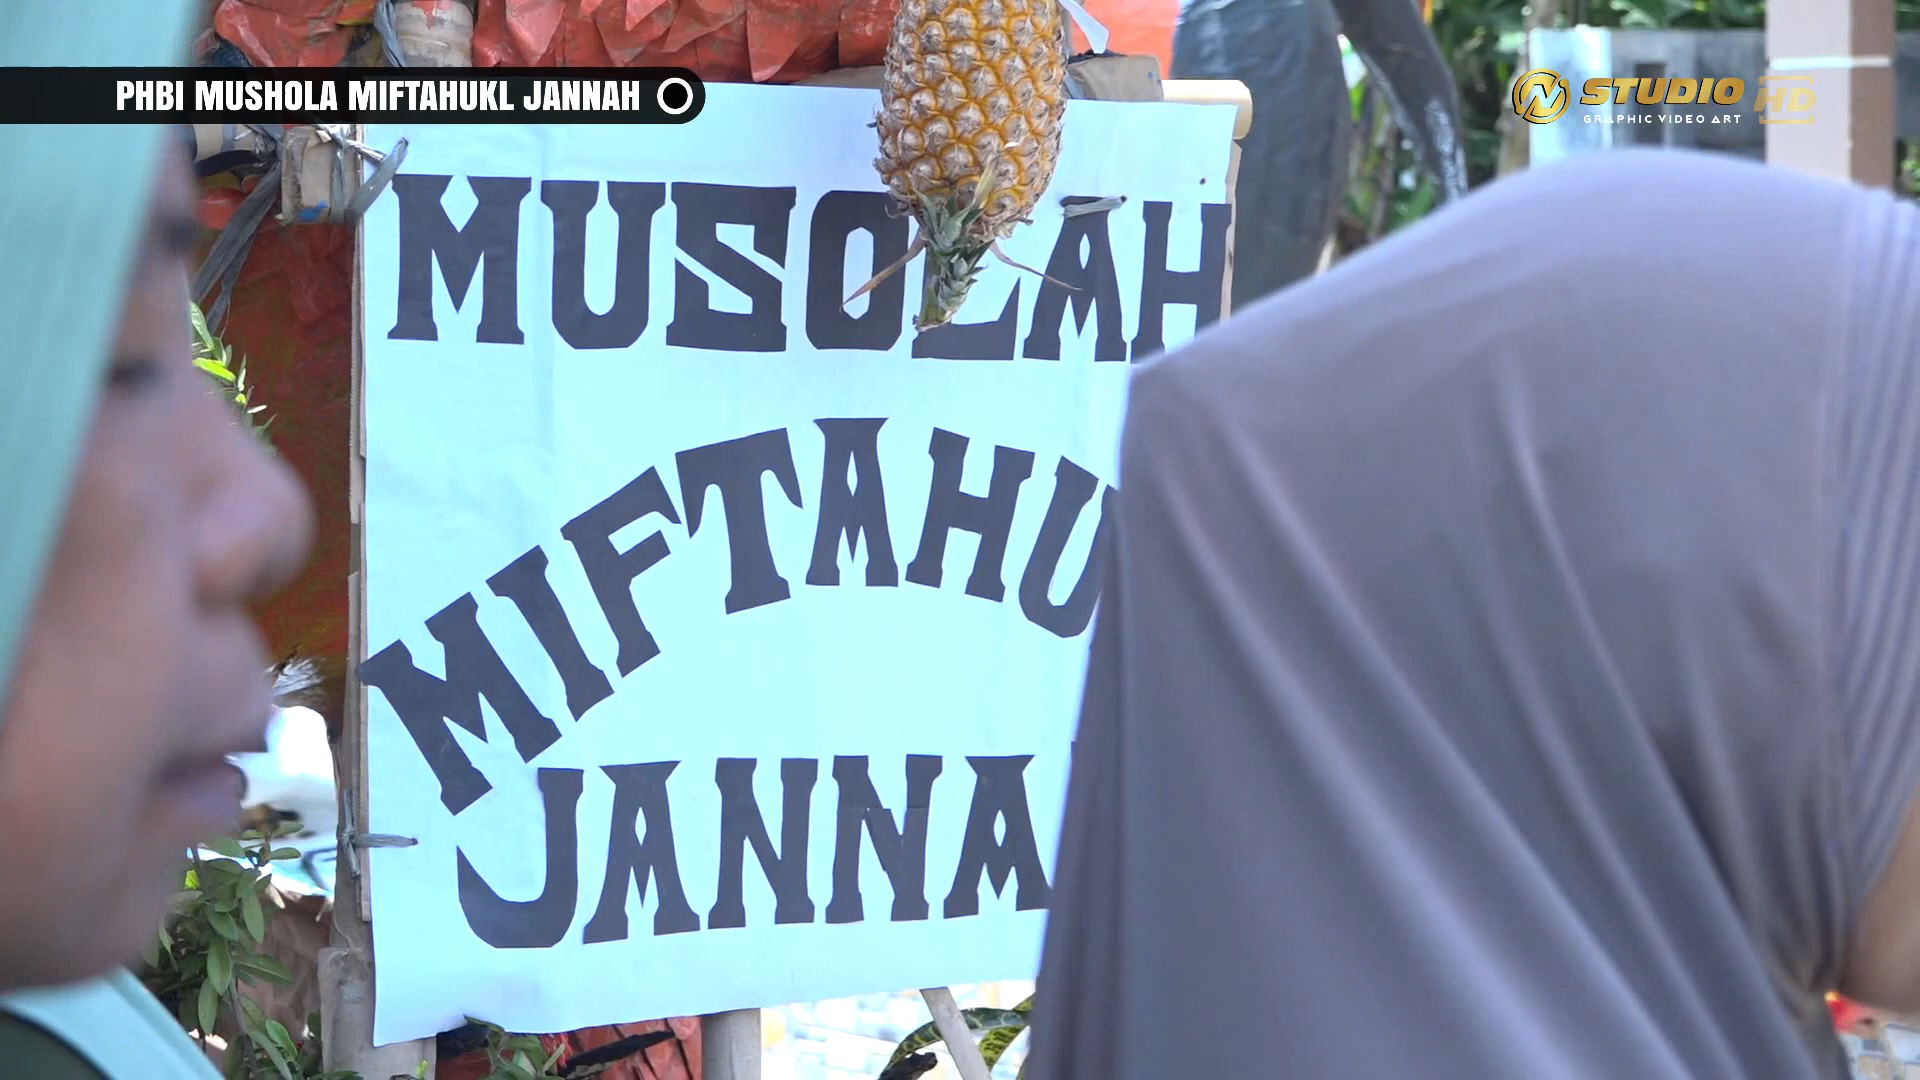 PHBI MUSHOLA MIFTAHUKL JANNAH
N STUDIO HD
GRAPHIC VIDEO ART
MUSOLAH
MIFTAHU
JANNA